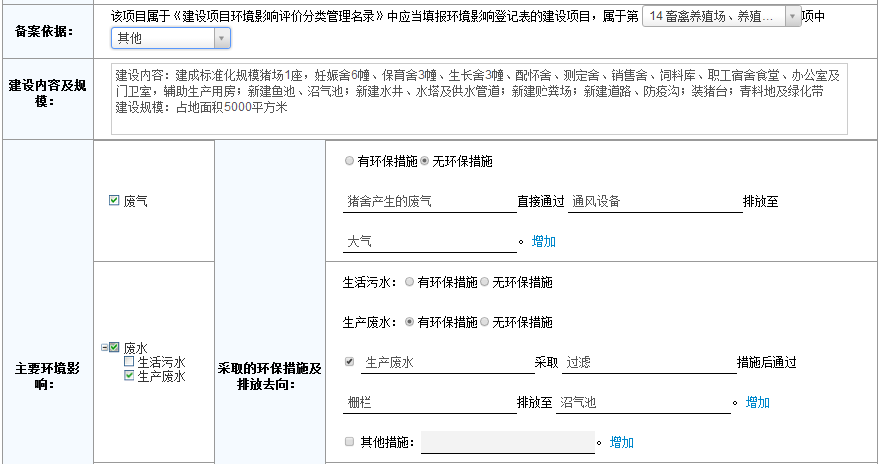 备案依据：
该项目属于《建设项目环境影响评价分类管理名录》中应当填报环境影响登记表的建设项目，属于第 14 畜禽养殖场、养殖... 项中
其他
建设内容及规模：
建设内容：建成标准化规模猪场1座，妊娠舍6幢、保育舍3幢、生长舍3幢、配怀舍、测定舍、销售舍、饲料库、职工宿舍食堂、办公室及
门卫室，辅助生产用房；新建鱼池、沼气池；新建水井、水塔及供水管道；新建贮粪场；新建道路、防疫沟；装猪台；青料地及绿化带
建设规模：占地面积5000平方米
主要环境影响：
废气
采取的环保措施及排放去向：
有环保措施 无环保措施
猪舍产生的废气 直接通过 通风设备 排放至
大气 。 增加
废水
生活污水
生产废水
生活污水： 有环保措施 无环保措施
生产废水： 有环保措施 无环保措施
生产废水 采取 过滤 措施后通过
栅栏 排放至 沼气池 。 增加
其他措施： 。 增加